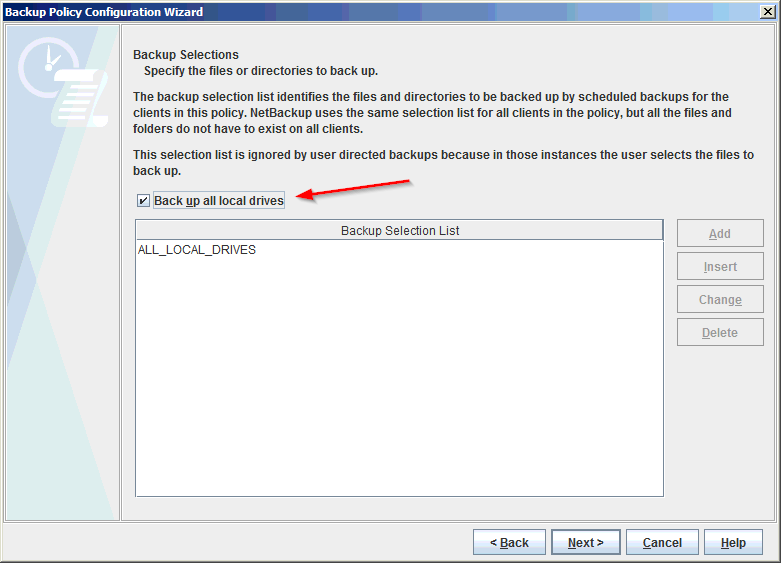 Backup Policy Configuration Wizard
Backup Selections
Specify the files or directories to back up.
The backup selection list identifies the files and directories to be backed up by scheduled backups for the
clients in this policy. NetBackup uses the same selection list for all clients in the policy, but all the files and
folders do not have to exist on all clients.
This selection list is ignored by user directed backups because in those instances the user selects the files to
back up.
Back up all local drives
Backup Selection List
ALL_LOCAL_DRIVES
Add
Insert
Change
Delete
< Back
Next >
Cancel
Help